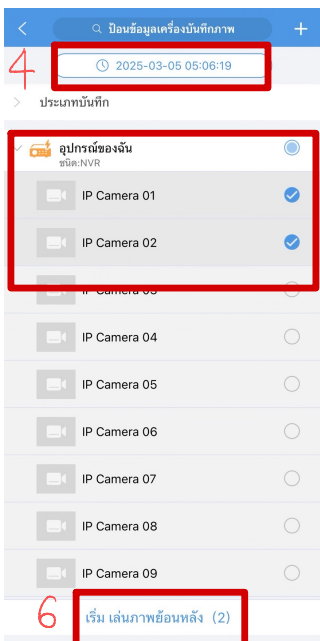 ป้อนข้อมูลเครื่องบันทึกภาพ
4
2025-03-05 05:06:19
ประเภทบันทึก
อุปกรณ์ของฉัน
ชนิด:NVR
IP Camera 01
IP Camera 02
IP Camera 03
IP Camera 04
IP Camera 05
IP Camera 06
IP Camera 07
IP Camera 08
IP Camera 09
6
เริ่ม เล่นภาพย้อนหลัง (2)